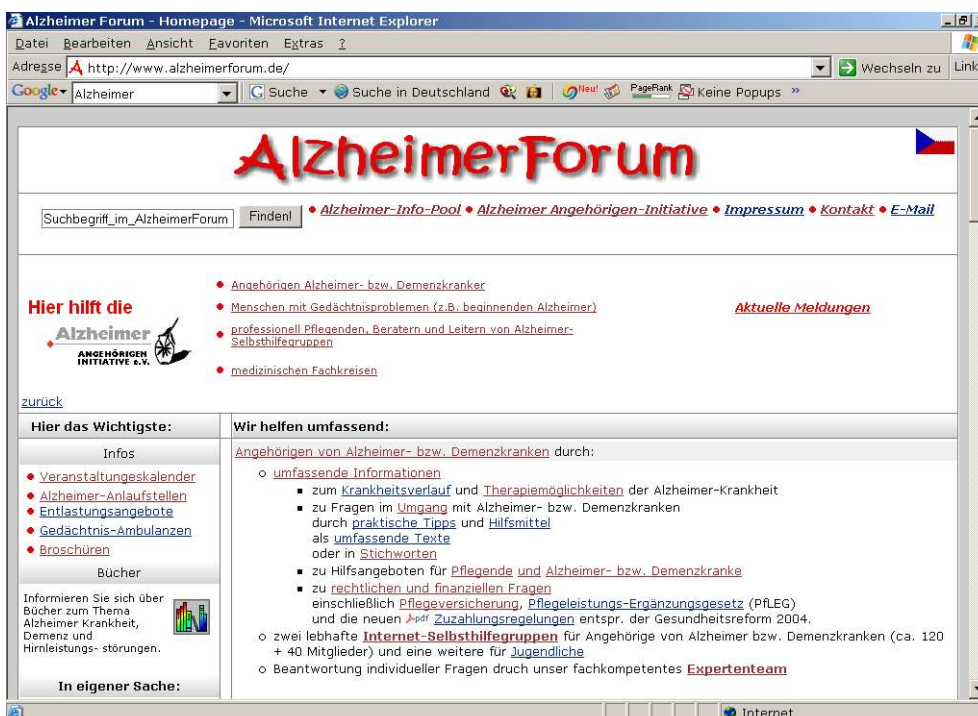 Alzheimer Forum - Homepage - Microsoft Internet Explorer
Datei Bearbeiten Ansicht Favoriten Extras ?
Adresse http://www.alzheimerforum.de/ Wechseln zu Link
Google Alzheimer Suche Suche in Deutschland Neu! PageRank Keine Popups »
AlzheimerForum
Suchbegriff_im_AlzheimerForum Finden! • Alzheimer-Info-Pool • Alzheimer Angehörigen-Initiative • Impressum • Kontakt • E-Mail
Hier hilft die
Alzheimer
ANGEHÖRIGEN
INITIATIVE e.V.
• Angehörigen Alzheimer- bzw. Demenzkranker
• Menschen mit Gedächtnisproblemen (z.B. beginnenden Alzheimer)
• professionell Pflegenden, Beratern und Leitern von Alzheimer-
Selbsthilfegruppen
• medizinischen Fachkreisen
Aktuelle Meldungen
zurück
Hier das Wichtigste:
Infos
• Veranstaltungeskalender
• Alzheimer-Anlaufstellen
• Entlastungsangebote
• Gedächtnis-Ambulanzen
• Broschüren
Bücher
Informieren Sie sich über
Bücher zum Thema
Alzheimer Krankheit,
Demenz und
Hirnleistungs- störungen.
In eigener Sache:
Wir helfen umfassend:
Angehörigen von Alzheimer- bzw. Demenzkranken durch:
o umfassende Informationen
▪ zum Krankheitsverlauf und Therapiemöglichkeiten der Alzheimer-Krankheit
▪ zu Fragen im Umgang mit Alzheimer- bzw. Demenzkranken
durch praktische Tipps und Hilfsmittel
als umfassende Texte
oder in Stichworten
▪ zu Hilfsangeboten für Pflegende und Alzheimer- bzw. Demenzkranke
▪ zu rechtlichen und finanziellen Fragen
einschließlich Pflegeversicherung, Pflegeleistungs-Ergänzungsgesetz (PfLEG)
und die neuen pdf Zuzahlungsregelungen entspr. der Gesundheitsreform 2004.
o zwei lebhafte Internet-Selbsthilfegruppen für Angehörige von Alzheimer bzw. Demenzkranken (ca. 120
+ 40 Mitglieder) und eine weitere für Jugendliche
o Beantwortung individueller Fragen druch unser fachkompetentes Expertenteam
Internet